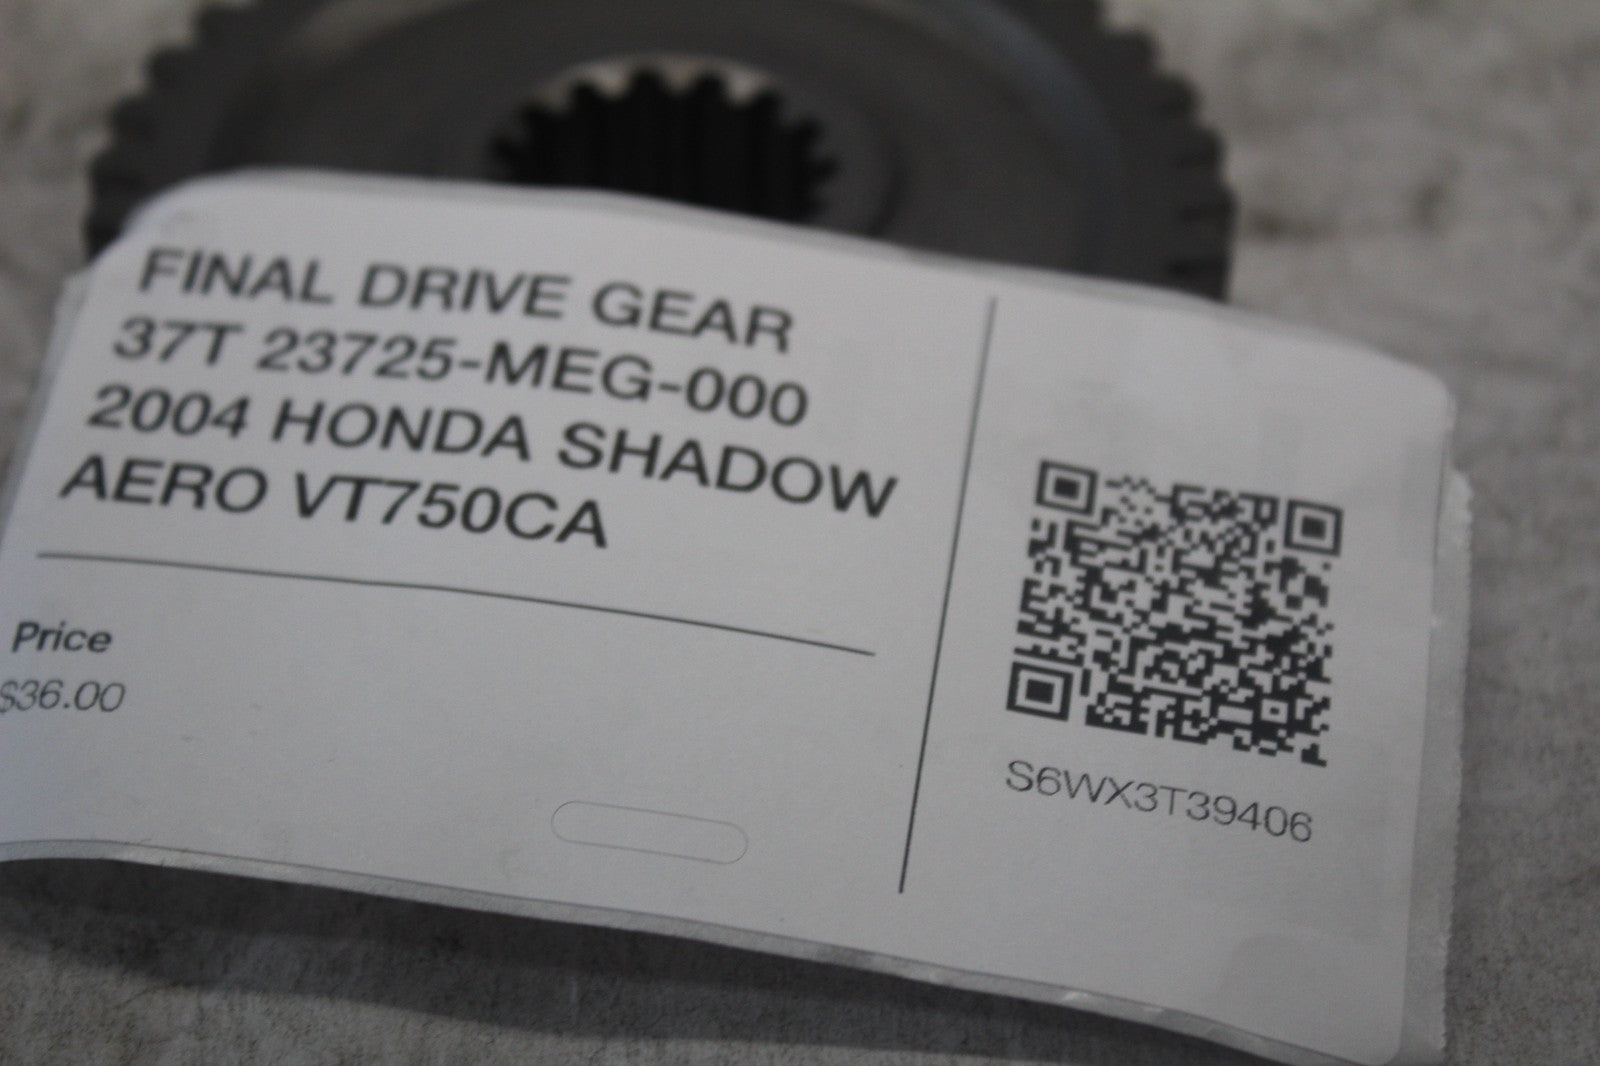 FINAL DRIVE GEAR
37T 23725-MEG-000
2004 HONDA SHADOW
AERO VT750CA
Price
$36.00
S6WX3T39406